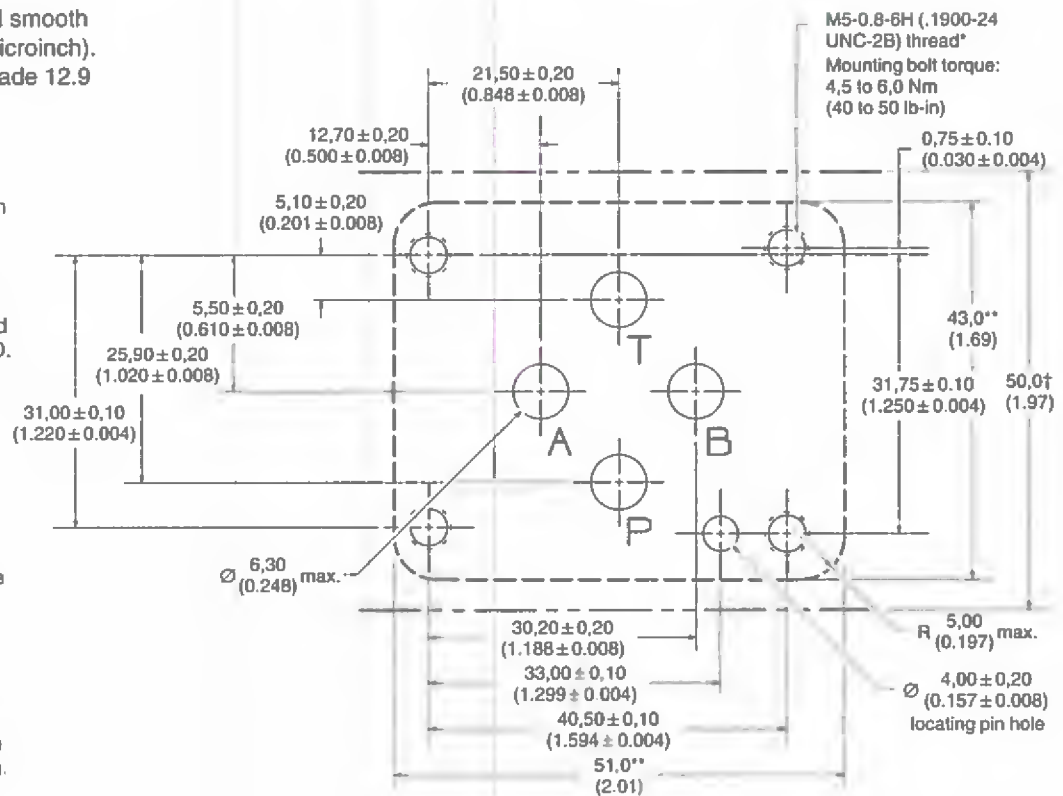 smooth
icroinch).
ade 12.9
M5-0.8-6H (.1900-24
UNC-2B) thread*
Mounting bolt torque:
4,5 to 6,0 Nm
(40 to 50 lb-in)
21,50 ± 0,20
(0.848 ± 0.008)
12,70 ± 0,20
(0.500 ± 0.008)
0,75 ± 0.10
(0.030 ± 0.004)
5,10 ± 0,20
(0.201 ± 0.008)
5,50 ± 0,20
(0.610 ± 0.008)
25,90 ± 0,20
(1.020 ± 0.008)
31,00 ± 0,10
(1.220 ± 0.004)
T
A
B
P
43,0**
(1.69)
31,75 ± 0.10
(1.250 ± 0.004)
50,0†
(1.97)
Ø 6,30
(0.248) max.
30,20 ± 0,20
(1.188 ± 0.008)
33,00 ± 0,10
(1.299 ± 0.004)
40,50 ± 0,10
(1.594 ± 0.004)
51,0**
(2.01)
R 5,00
(0.197) max.
Ø 4,00 ± 0,20
(0.157 ± 0.008)
locating pin hole